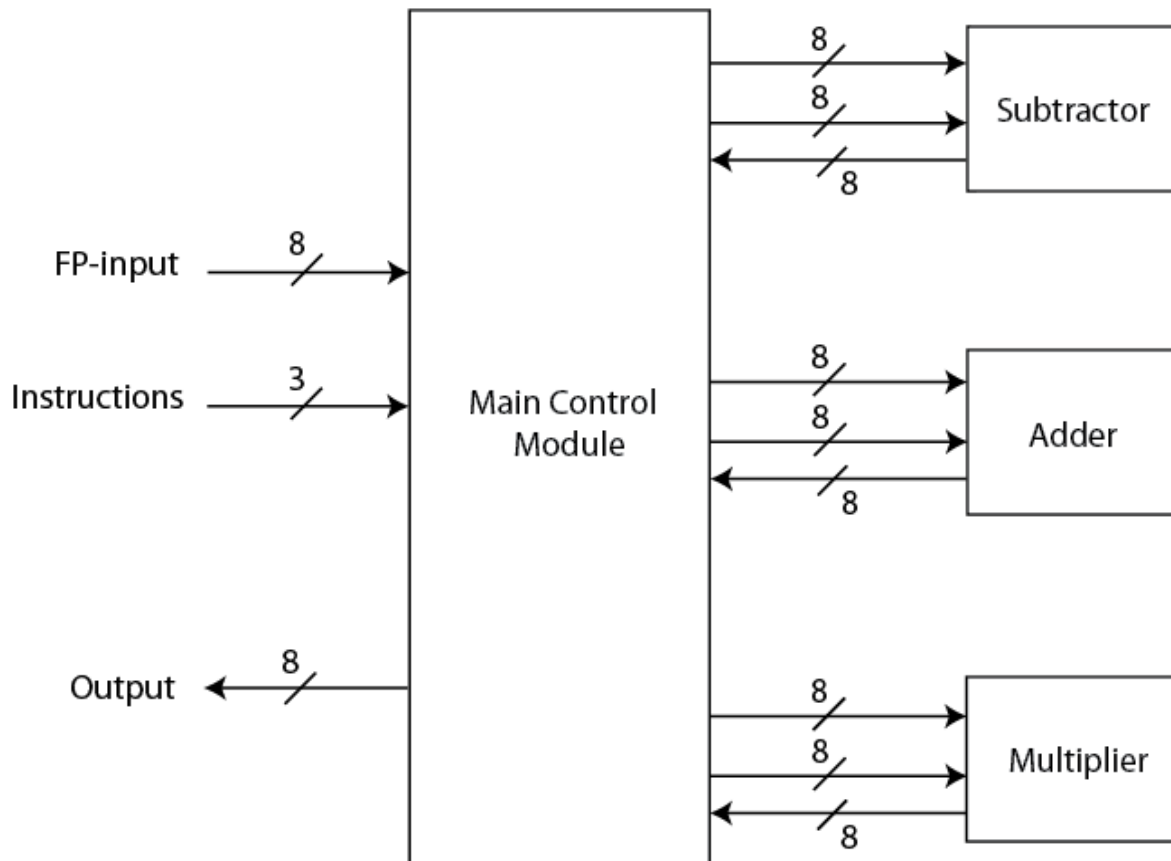 8
8
Subtractor
8
FP-input
8
Instructions
3
Main Control
Module
8
8
Adder
8
Output
8
8
8
Multiplier
8